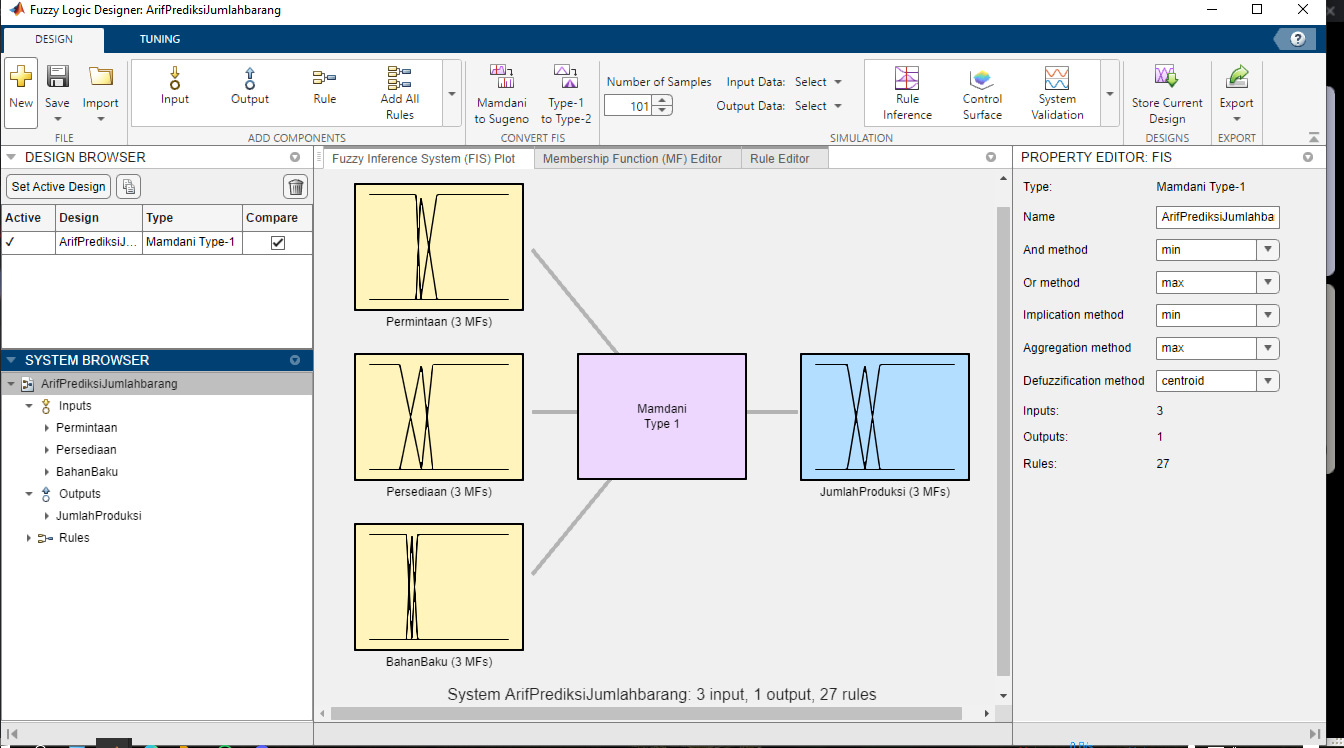 Fuzzy Logic Designer: ArifPrediksiJumlahbarang
DESIGN TUNING
New Save Import
FILE
Input Output Rule Add All Rules
ADD COMPONENTS
Mamdani to Sugeno Type-1 to Type-2
CONVERT FIS
Number of Samples Input Data: Select
101 Output Data: Select
Rule Inference Control Surface System Validation
SIMULATION
Store Current Design
DESIGNS
Export
EXPORT
DESIGN BROWSER
Set Active Design
Active Design Type Compare
ArifPrediksiJ... Mamdani Type-1
SYSTEM BROWSER
ArifPrediksiJumlahbarang
Inputs
Permintaan
Persediaan
BahanBaku
Outputs
JumlahProduksi
Rules
Fuzzy Inference System (FIS) Plot Membership Function (MF) Editor Rule Editor
Permintaan (3 MFs)
Persediaan (3 MFs)
BahanBaku (3 MFs)
Mamdani
Type 1
JumlahProduksi (3 MFs)
System ArifPrediksiJumlahbarang: 3 input, 1 output, 27 rules
PROPERTY EDITOR: FIS
Type: Mamdani Type-1
Name ArifPrediksiJumlahba
And method min
Or method max
Implication method min
Aggregation method max
Defuzzification method centroid
Inputs: 3
Outputs: 1
Rules: 27